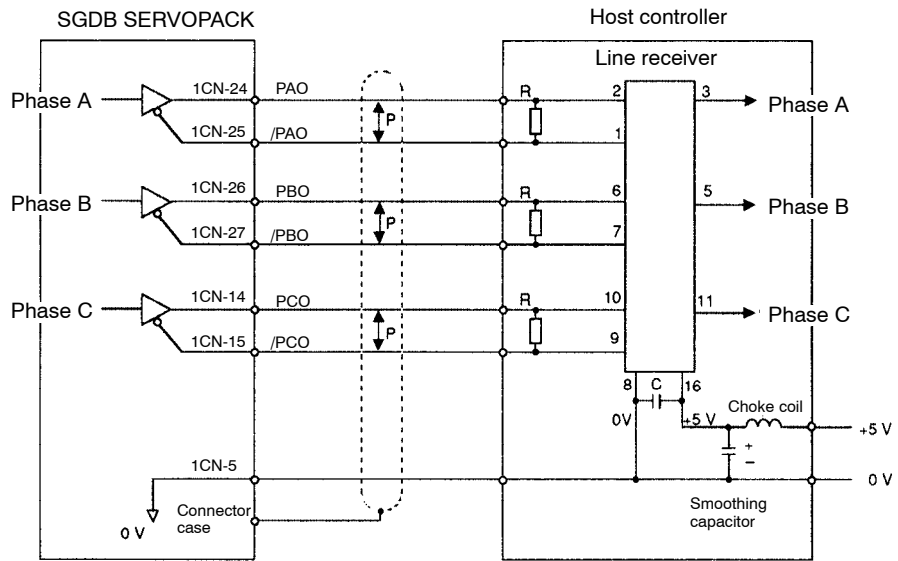 SGDB SERVOPACK
Host controller
Line receiver
Phase A
1CN-24
PAO
P
R
2
3
Phase A
1CN-25
/PAO
1
Phase B
1CN-26
PBO
P
R
6
5
Phase B
1CN-27
/PBO
7
Phase C
1CN-14
PCO
P
R
10
11
Phase C
1CN-15
/PCO
9
8
C
16
0V
+5 V
Choke coil
+5 V
+
−
1CN-5
0 V
0 V
Connector
case
Smoothing
capacitor